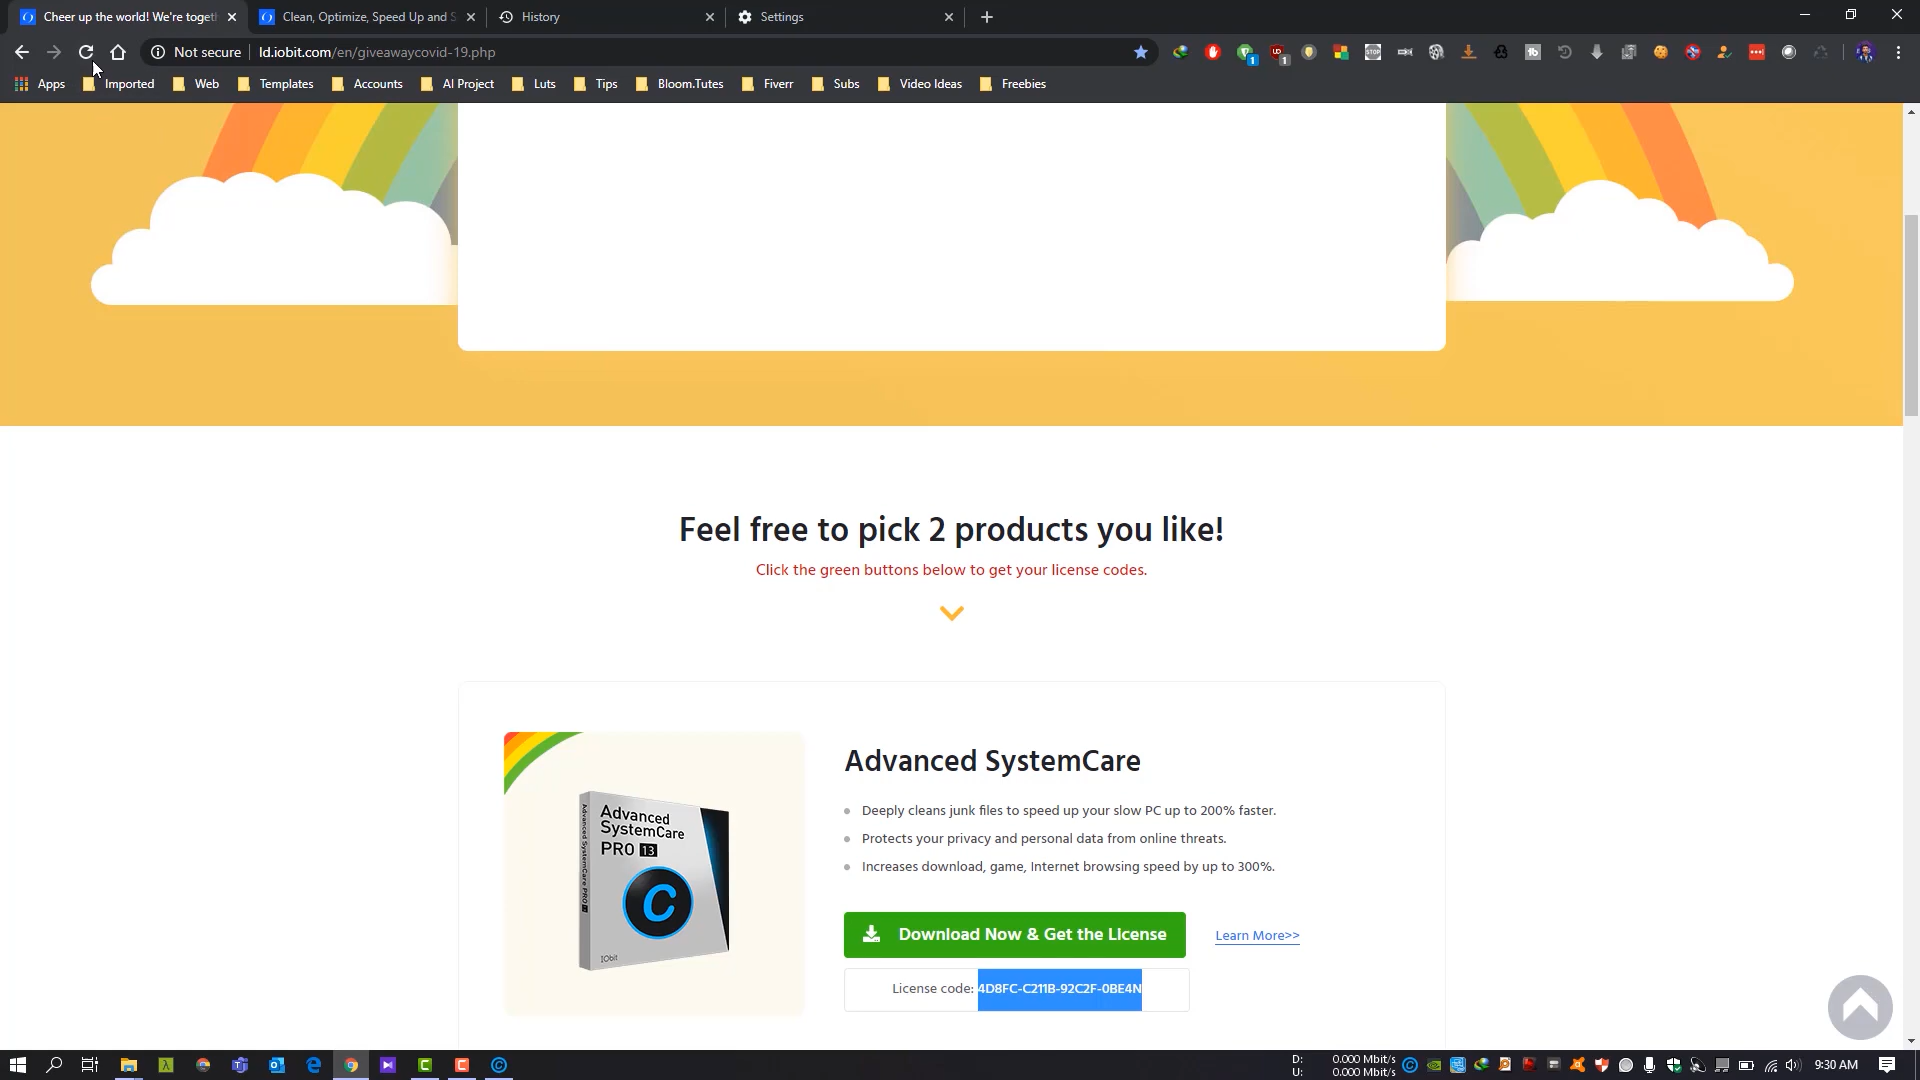 Cheer up the world! We're togeth
Clean, Optimize, Speed Up and S
History
Settings
Not secure
ld.iobit.com/en/giveawaycovid-19.php
Apps
Imported
Web
Templates
Accounts
AI Project
Luts
Tips
Bloom.Tutes
Fiverr
Subs
Video Ideas
Freebies
Feel free to pick 2 products you like!
Click the green buttons below to get your license codes.
Advanced SystemCare
Deeply cleans junk files to speed up your slow PC up to 200% faster.
Protects your privacy and personal data from online threats.
Increases download, game, Internet browsing speed by up to 300%.
Advanced
SystemCare
PRO 13
IObit
Download Now & Get the License
Learn More>>
License code: 4D8FC-C211B-92C2F-0BE4N
D: 0.000 Mbit/s
U: 0.000 Mbit/s
9:30 AM